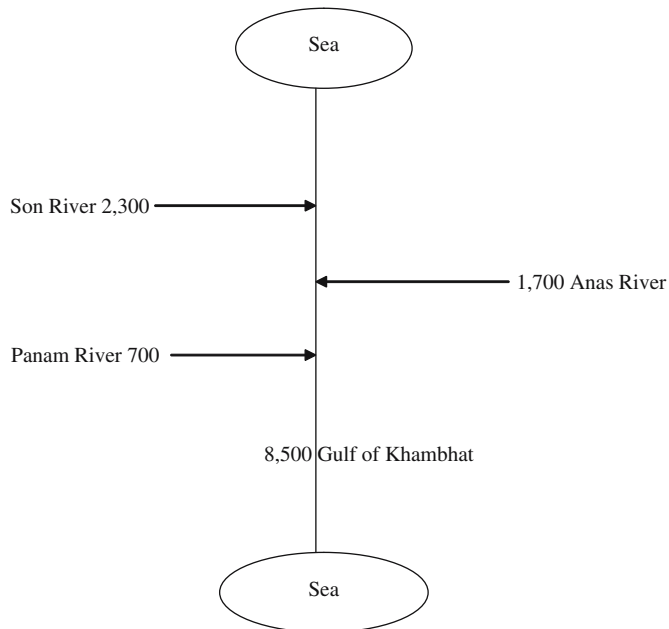 Sea
Son River 2,300
1,700 Anas River
Panam River 700
8,500 Gulf of Khambhat
Sea